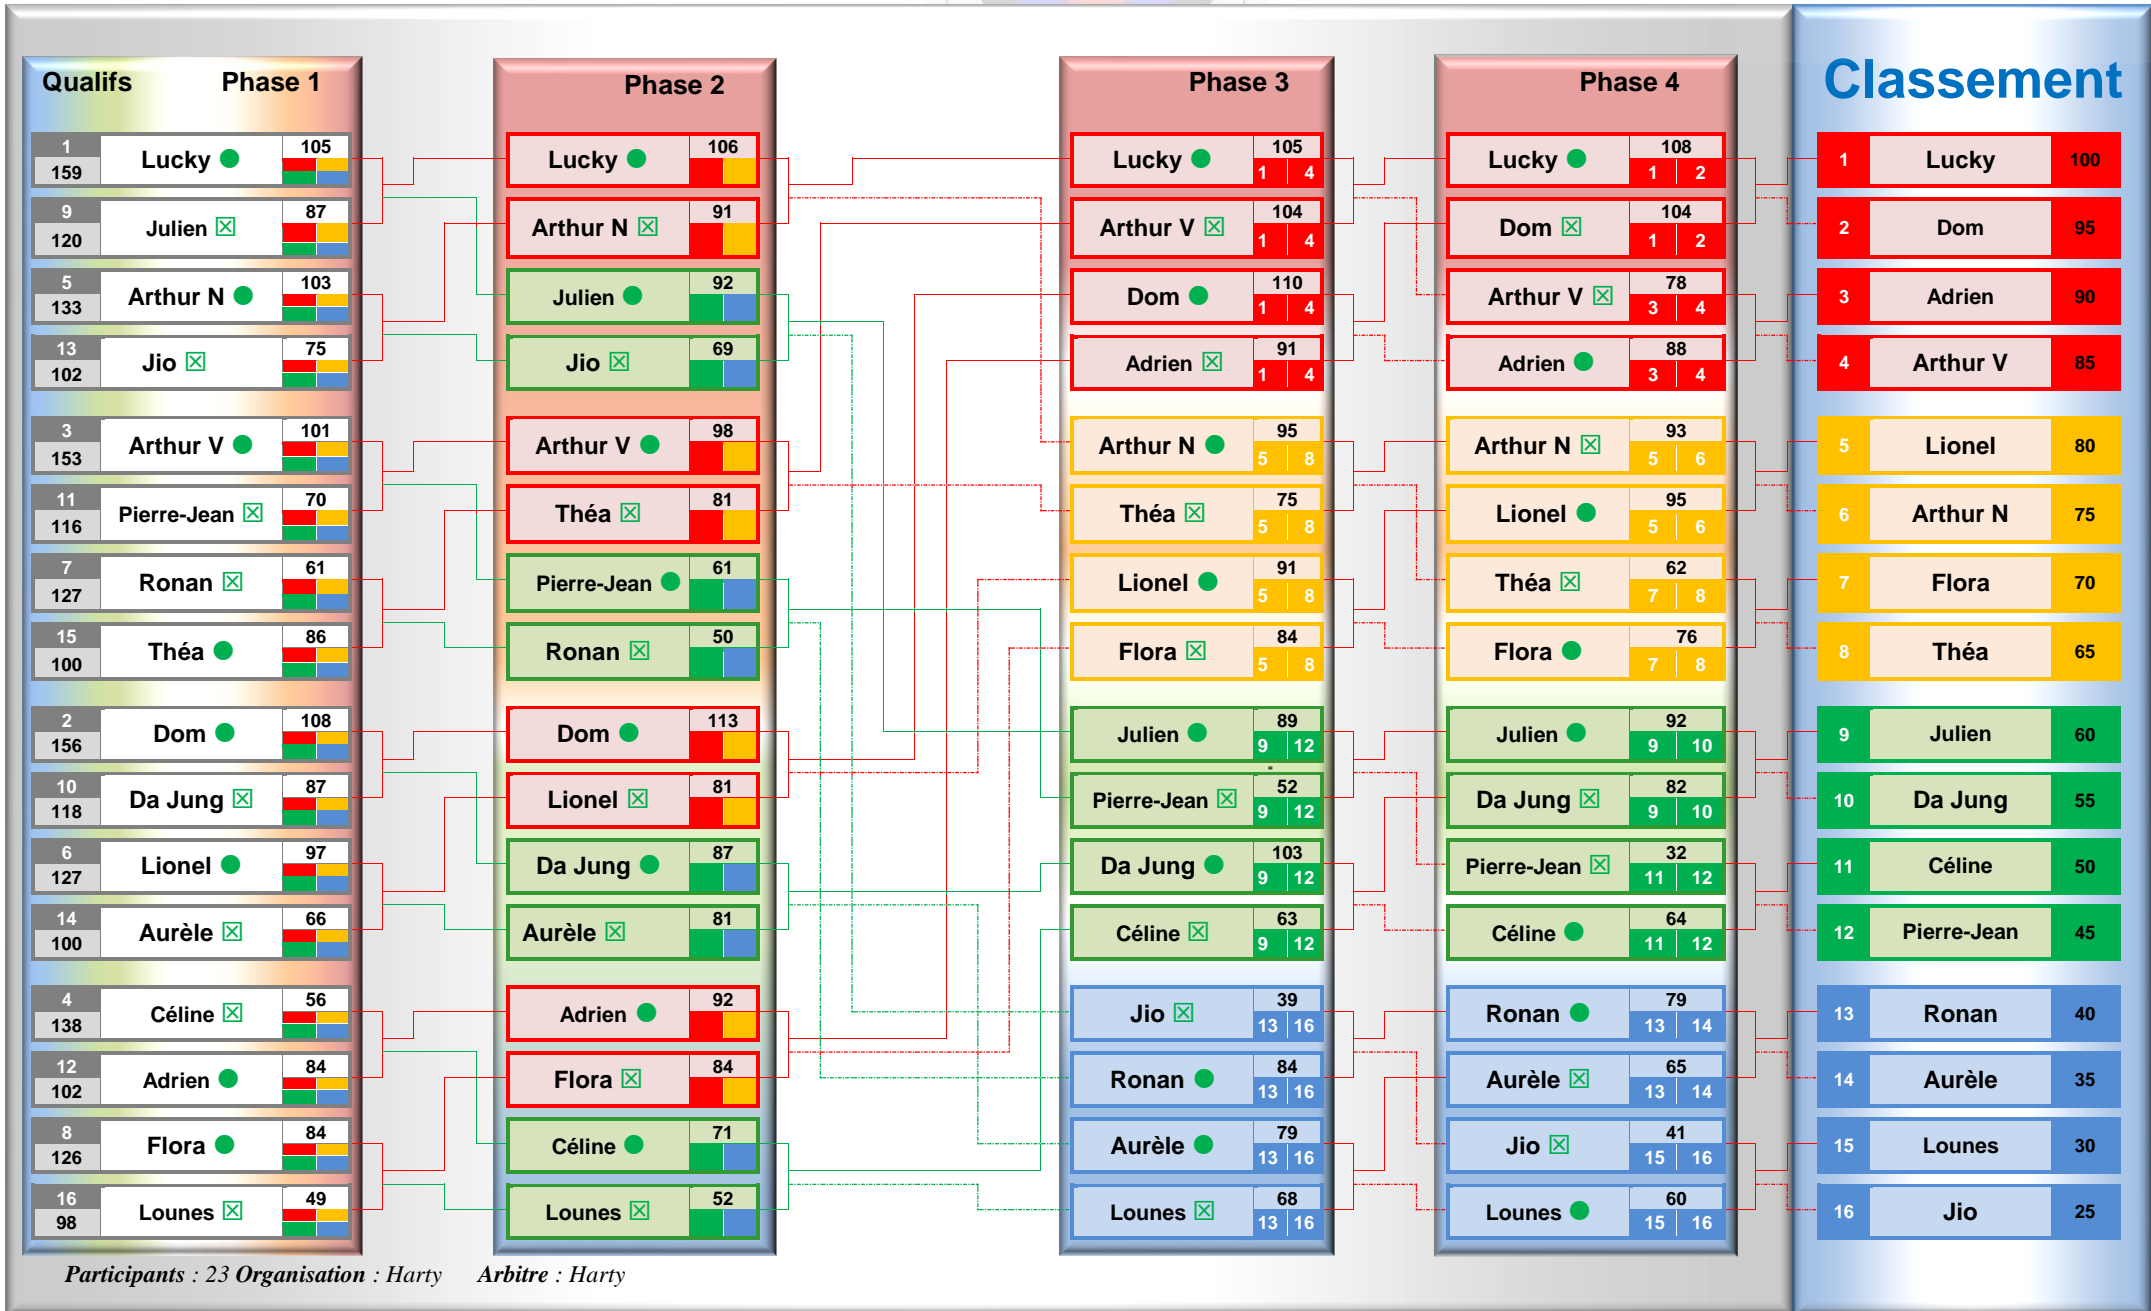 Qualifs Phase 1
1 159 Lucky 105
9 120 Julien 87
5 133 Arthur N 103
13 102 Jio 75
3 153 Arthur V 101
11 116 Pierre-Jean 70
7 127 Ronan 61
15 100 Théa 86
2 156 Dom 108
10 118 Da Jung 87
6 127 Lionel 97
14 100 Aurèle 66
4 138 Céline 56
12 102 Adrien 84
8 126 Flora 84
16 98 Lounes 49
Phase 2
Lucky 106
Arthur N 91
Julien 92
Jio 69
Arthur V 98
Théa 81
Pierre-Jean 61
Ronan 50
Dom 113
Lionel 81
Da Jung 87
Aurèle 81
Adrien 92
Flora 84
Céline 71
Lounes 52
Phase 3
Lucky 105 1 4
Arthur V 104 1 4
Dom 110 1 4
Adrien 91 1 4
Arthur N 95 5 8
Théa 75 5 8
Lionel 91 5 8
Flora 84 5 8
Julien 89 9 12
Pierre-Jean 52 9 12
Da Jung 103 9 12
Céline 63 9 12
Jio 39 13 16
Ronan 84 13 16
Aurèle 79 13 16
Lounes 68 13 16
Phase 4
Lucky 108 1 2
Dom 104 1 2
Arthur V 78 3 4
Adrien 88 3 4
Arthur N 93 5 6
Lionel 95 5 6
Théa 62 7 8
Flora 76 7 8
Julien 92 9 10
Da Jung 82 9 10
Pierre-Jean 32 11 12
Céline 64 11 12
Ronan 79 13 14
Aurèle 65 13 14
Jio 41 15 16
Lounes 60 15 16
Classement
1 Lucky 100
2 Dom 95
3 Adrien 90
4 Arthur V 85
5 Lionel 80
6 Arthur N 75
7 Flora 70
8 Théa 65
9 Julien 60
10 Da Jung 55
11 Céline 50
12 Pierre-Jean 45
13 Ronan 40
14 Aurèle 35
15 Lounes 30
16 Jio 25
Participants : 23 Organisation : Harty Arbitre : Harty